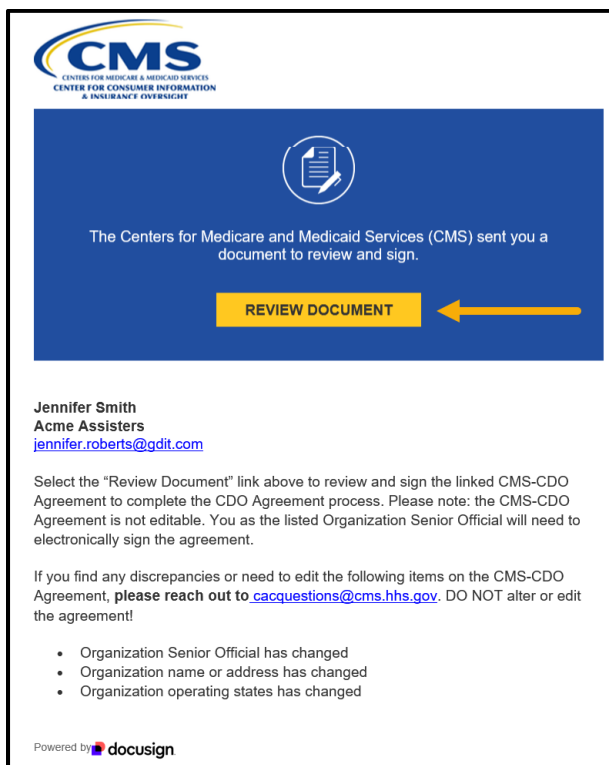 CMS
CENTERS FOR MEDICARE & MEDICAID SERVICES
CENTER FOR CONSUMER INFORMATION
& INSURANCE OVERSIGHT
The Centers for Medicare and Medicaid Services (CMS) sent you a
document to review and sign.
REVIEW DOCUMENT
Jennifer Smith
Acme Assisters
jennifer.roberts@gdit.com
Select the “Review Document” link above to review and sign the linked CMS-CDO
Agreement to complete the CDO Agreement process. Please note: the CMS-CDO
Agreement is not editable. You as the listed Organization Senior Official will need to
electronically sign the agreement.
If you find any discrepancies or need to edit the following items on the CMS-CDO
Agreement, please reach out to cacquestions@cms.hhs.gov. DO NOT alter or edit
the agreement!
• Organization Senior Official has changed
• Organization name or address has changed
• Organization operating states has changed
Powered by docusign